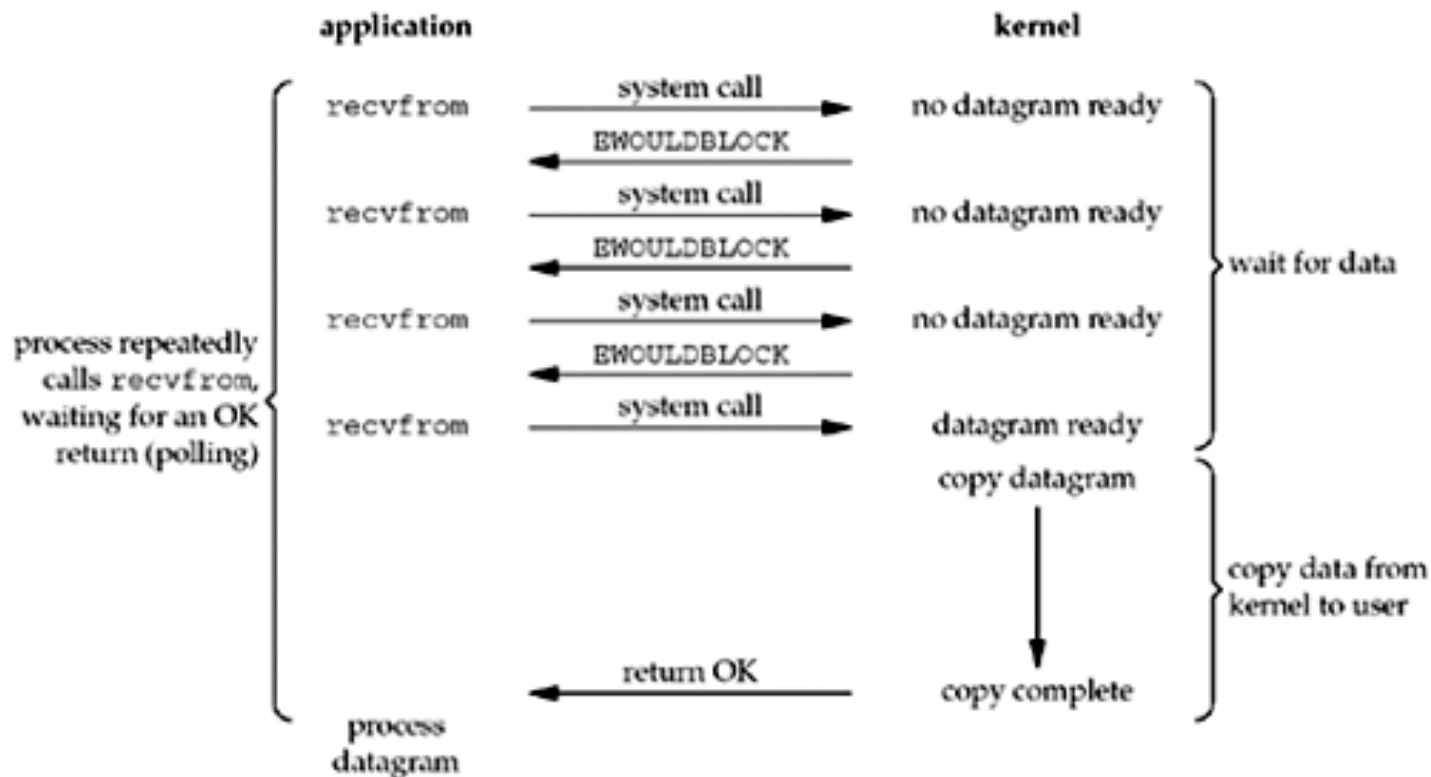 application
kernel
recvfrom
system call
no datagram ready
EWOULDBLOCK
recvfrom
system call
no datagram ready
EWOULDBLOCK
recvfrom
system call
no datagram ready
EWOULDBLOCK
recvfrom
system call
datagram ready
wait for data
process repeatedly
calls recvfrom,
waiting for an OK
return (polling)
copy datagram
copy data from
kernel to user
return OK
copy complete
process
datagram